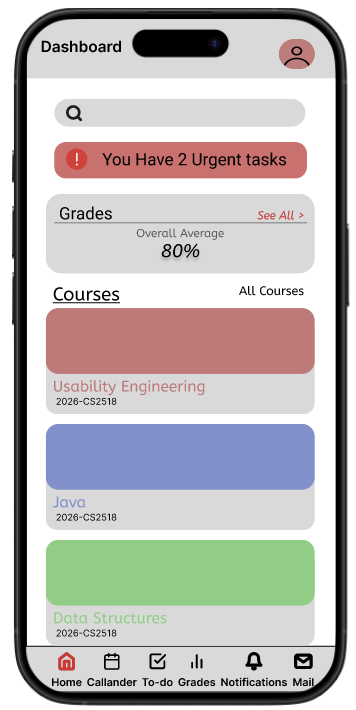 Dashboard
! You Have 2 Urgent tasks
Grades
See All >
Overall Average
80%
Courses
All Courses
Usability Engineering
2026-CS2518
Java
2026-CS2518
Data Structures
2026-CS2518
Home Callander To-do Grades Notifications Mail